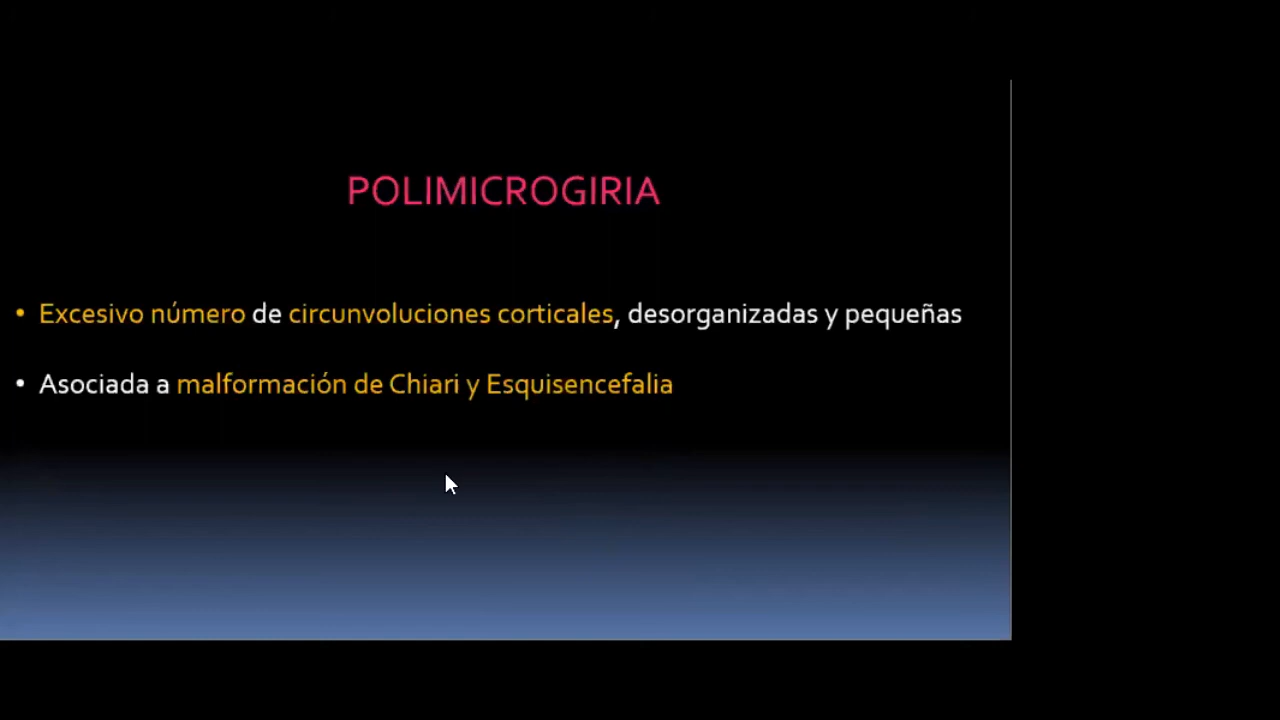 POLIMICROGIRIA
• Excesivo número de circunvoluciones corticales, desorganizadas y pequeñas
• Asociada a malformación de Chiari y Esquisencefalia